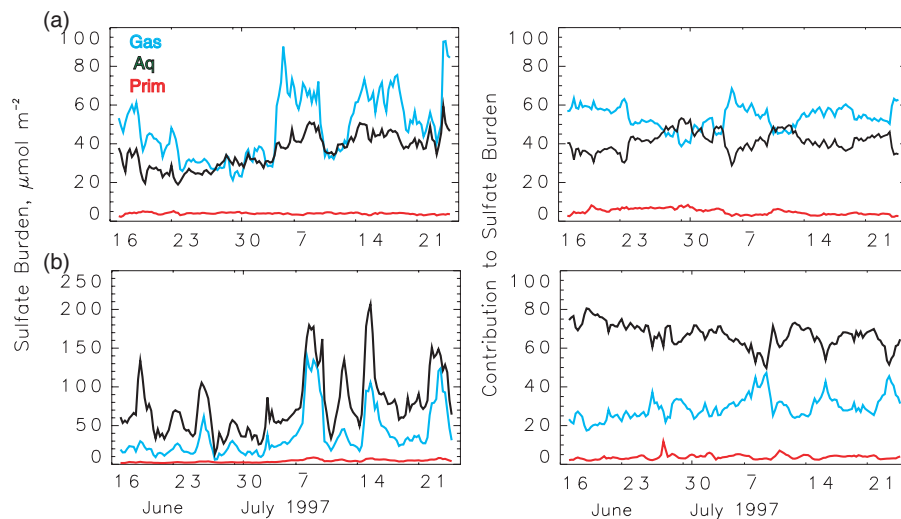 (a)
Sulfate Burden, μmol m⁻²
100
80
60
40
20
0
Gas
Aq
Prim
16 23 30 7 14 21
Contribution to Sulfate Burden
100
80
60
40
20
0
16 23 30 7 14 21
(b)
250
200
150
100
50
0
16 23 30 7 14 21
June July 1997
100
80
60
40
20
0
16 23 30 7 14 21
June July 1997